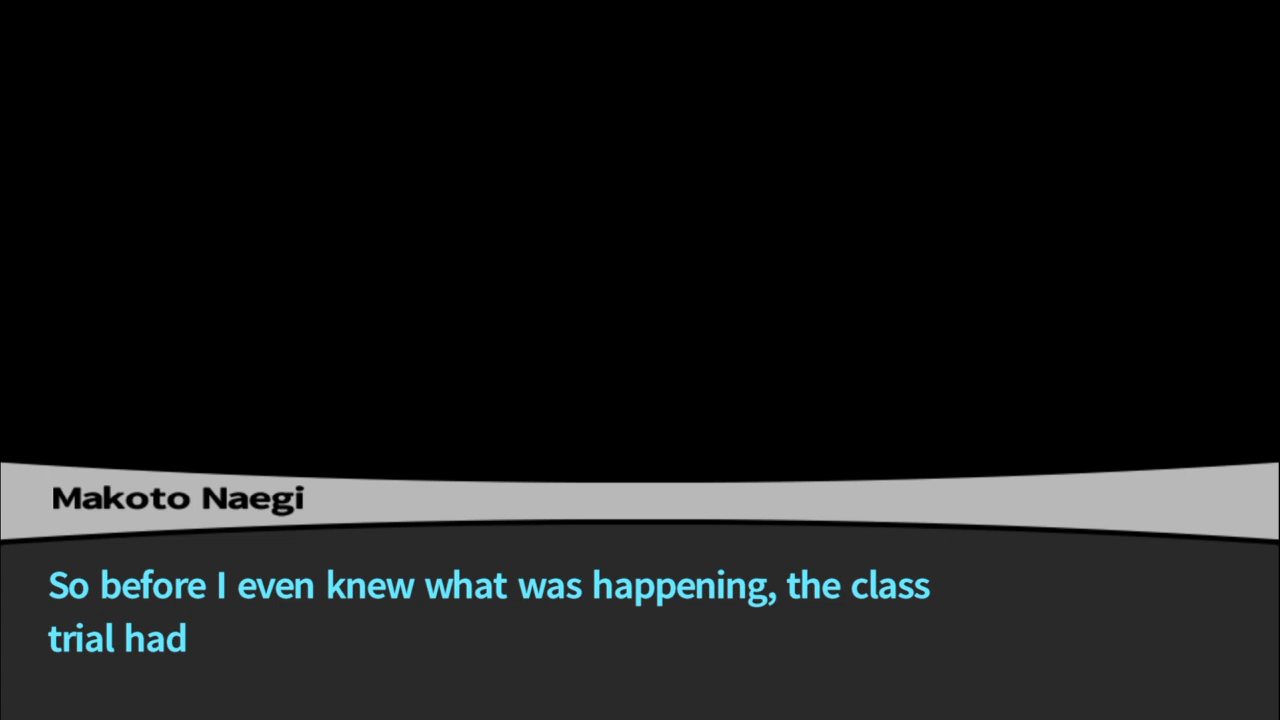 Makoto Naegi
So before I even knew what was happening, the class
trial had